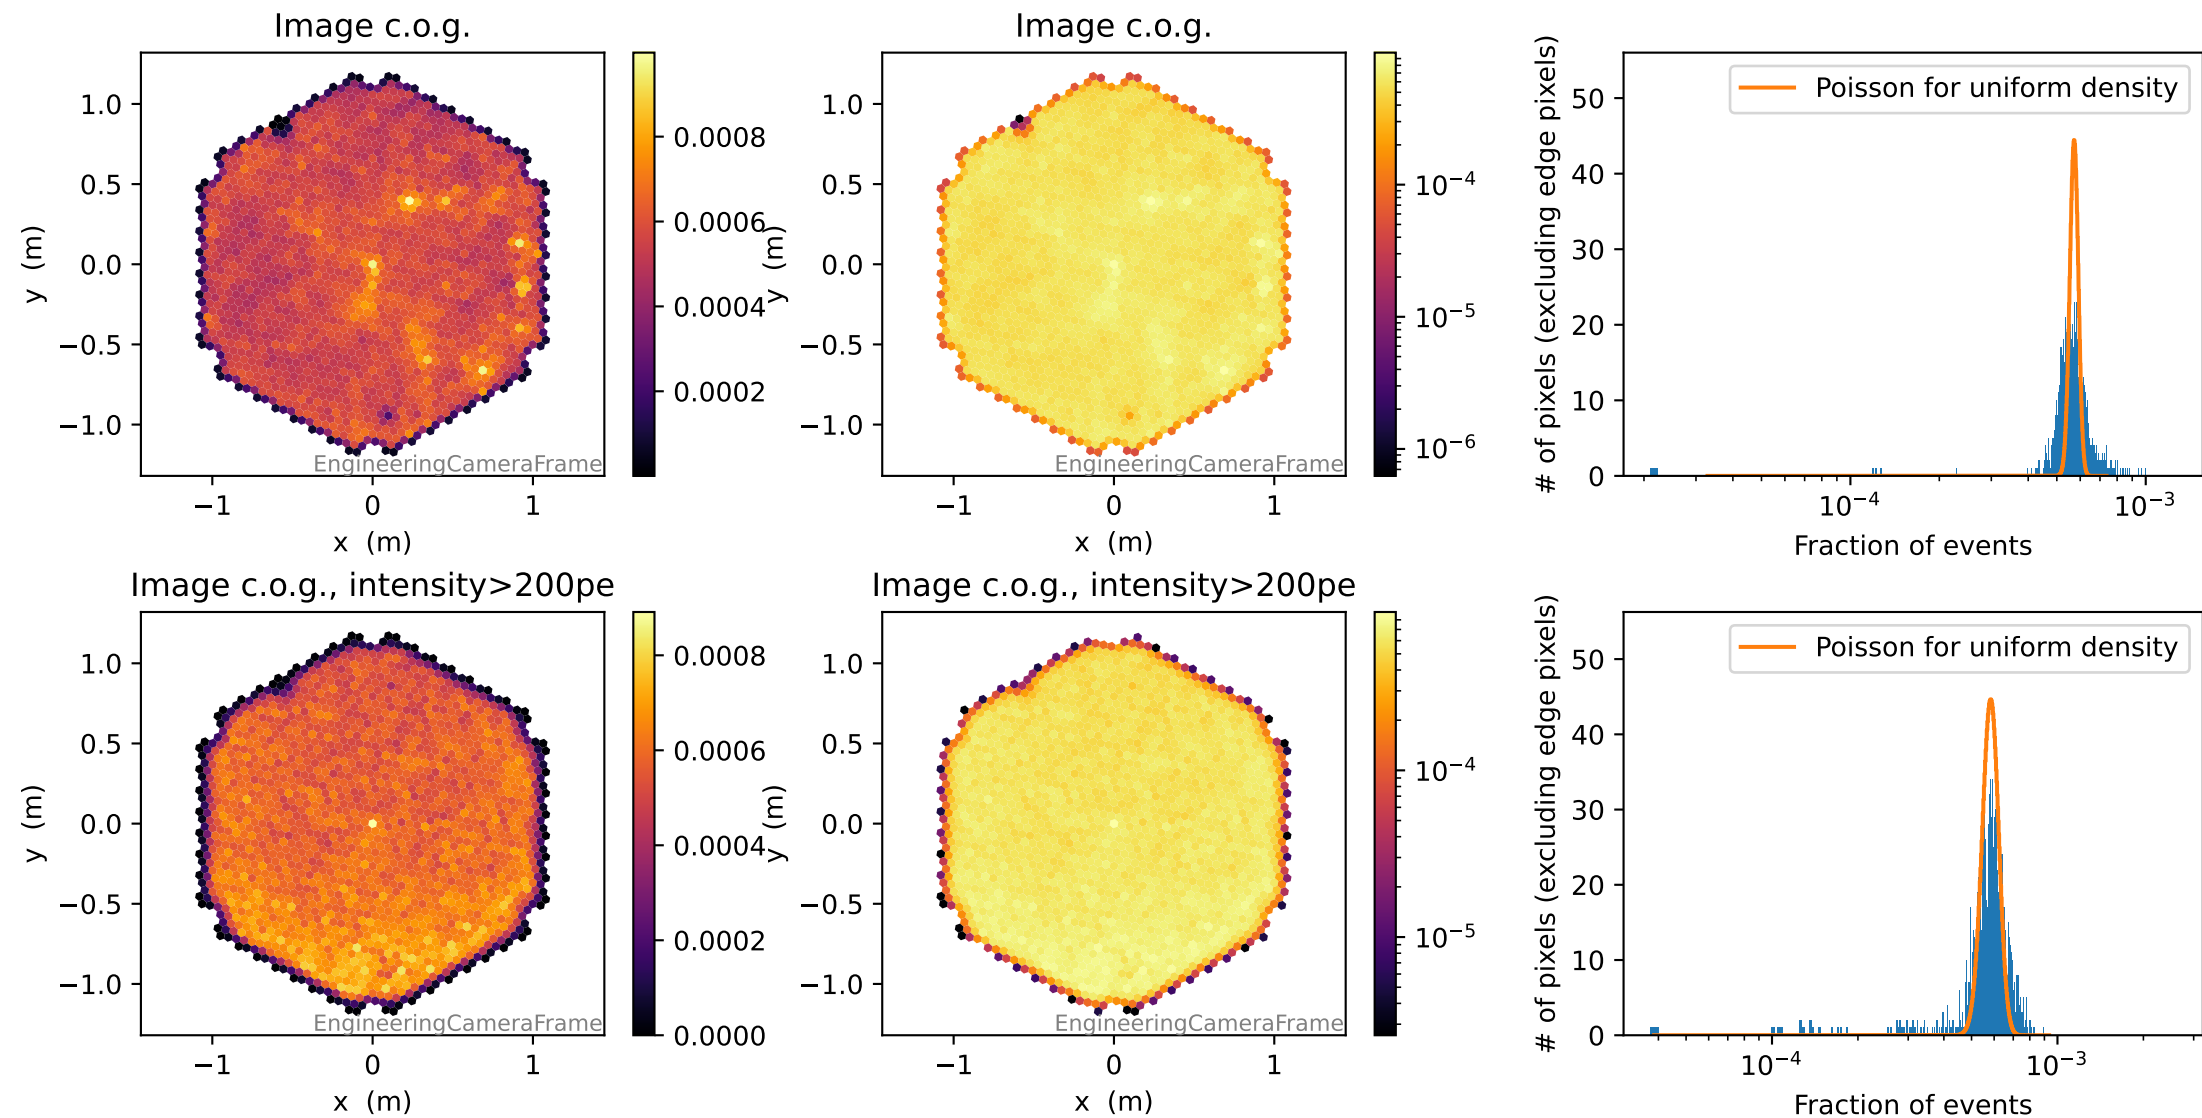 Image c.o.g.
1.0
0.5
0.0
−0.5
−1.0
y (m)
−1
0
1
x (m)
EngineeringCameraFrame
0.0008
0.0006
0.0004
0.0002
Image c.o.g.
1.0
0.5
0.0
−0.5
−1.0
y (m)
−1
0
1
x (m)
EngineeringCameraFrame
10⁻⁴
10⁻⁵
10⁻⁶
# of pixels (excluding edge pixels)
50
40
30
20
10
0
Poisson for uniform density
10⁻⁴
10⁻³
Fraction of events
Image c.o.g., intensity>200pe
1.0
0.5
0.0
−0.5
−1.0
y (m)
−1
0
1
x (m)
EngineeringCameraFrame
0.0008
0.0006
0.0004
0.0002
0.0000
Image c.o.g., intensity>200pe
1.0
0.5
0.0
−0.5
−1.0
y (m)
−1
0
1
x (m)
EngineeringCameraFrame
10⁻⁴
10⁻⁵
# of pixels (excluding edge pixels)
50
40
30
20
10
0
Poisson for uniform density
10⁻⁴
10⁻³
Fraction of events